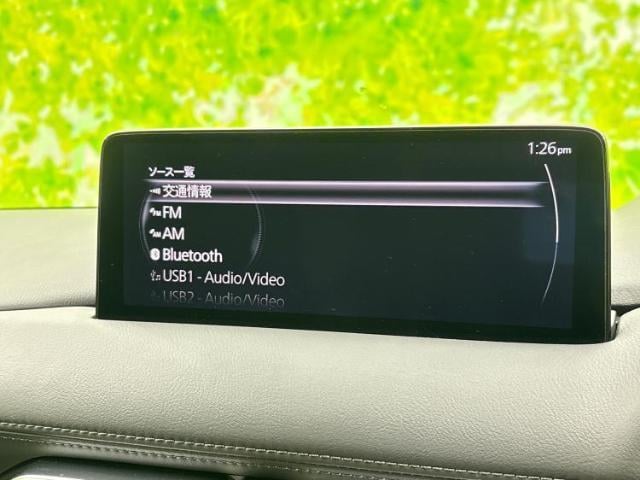 1:26pm
ソース一覧
交通情報
FM
AM
Bluetooth
USB1 - Audio/Video
USB2 - Audio/Video